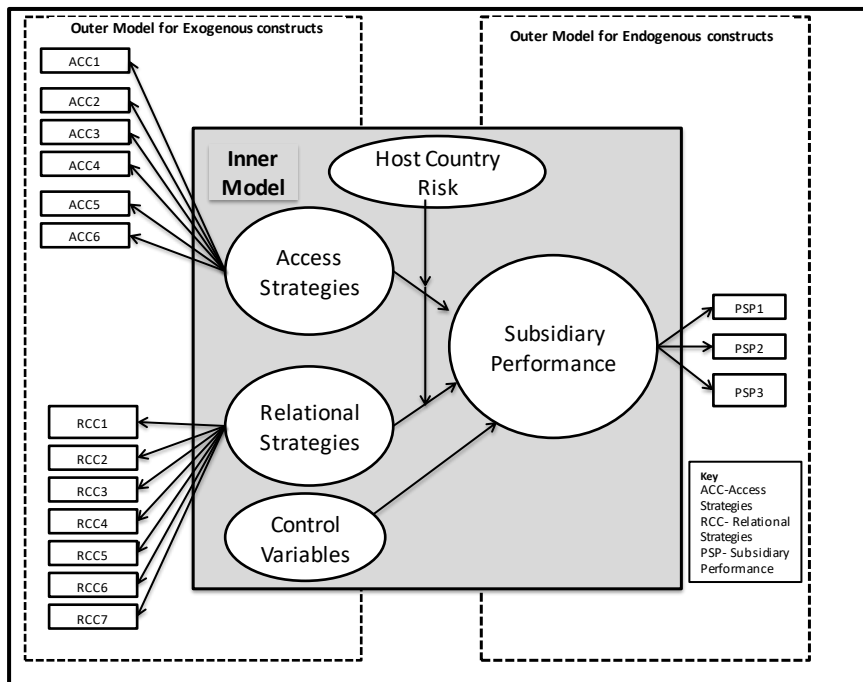 Outer Model for Exogenous constructs
Outer Model for Endogenous constructs
ACC1
ACC2
ACC3
ACC4
ACC5
ACC6
Inner
Model
Host Country
Risk
Access
Strategies
Subsidiary
Performance
PSP1
PSP2
PSP3
RCC1
RCC2
RCC3
RCC4
RCC5
RCC6
RCC7
Relational
Strategies
Control
Variables
Key
ACC-Access
Strategies
RCC- Relational
Strategies
PSP- Subsidiary
Performance